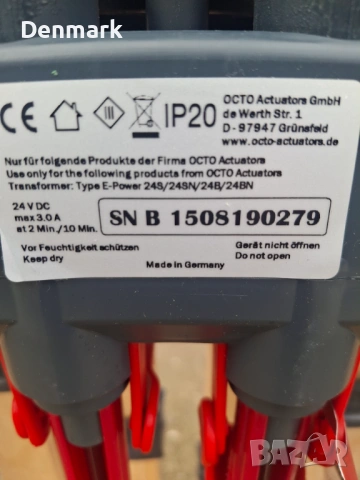 Denmark
CE III IP20
OCTO Actuators GmbH
de Werth Str. 1
D - 97947 Grünsfeld
www.octo-actuators.de
Nur für folgende Produkte der Firma OCTO Actuators
Use only for the following products from OCTO Actuators
Transformer: Type E-Power 24S/24SN/24B/24BN
24 V DC
max 3.0 A
at 2 Min./10 Min.
SN B 1508190279
Vor Feuchtigkeit schützen
Keep dry
Gerät nicht öffnen
Do not open
Made in Germany
BAZAR